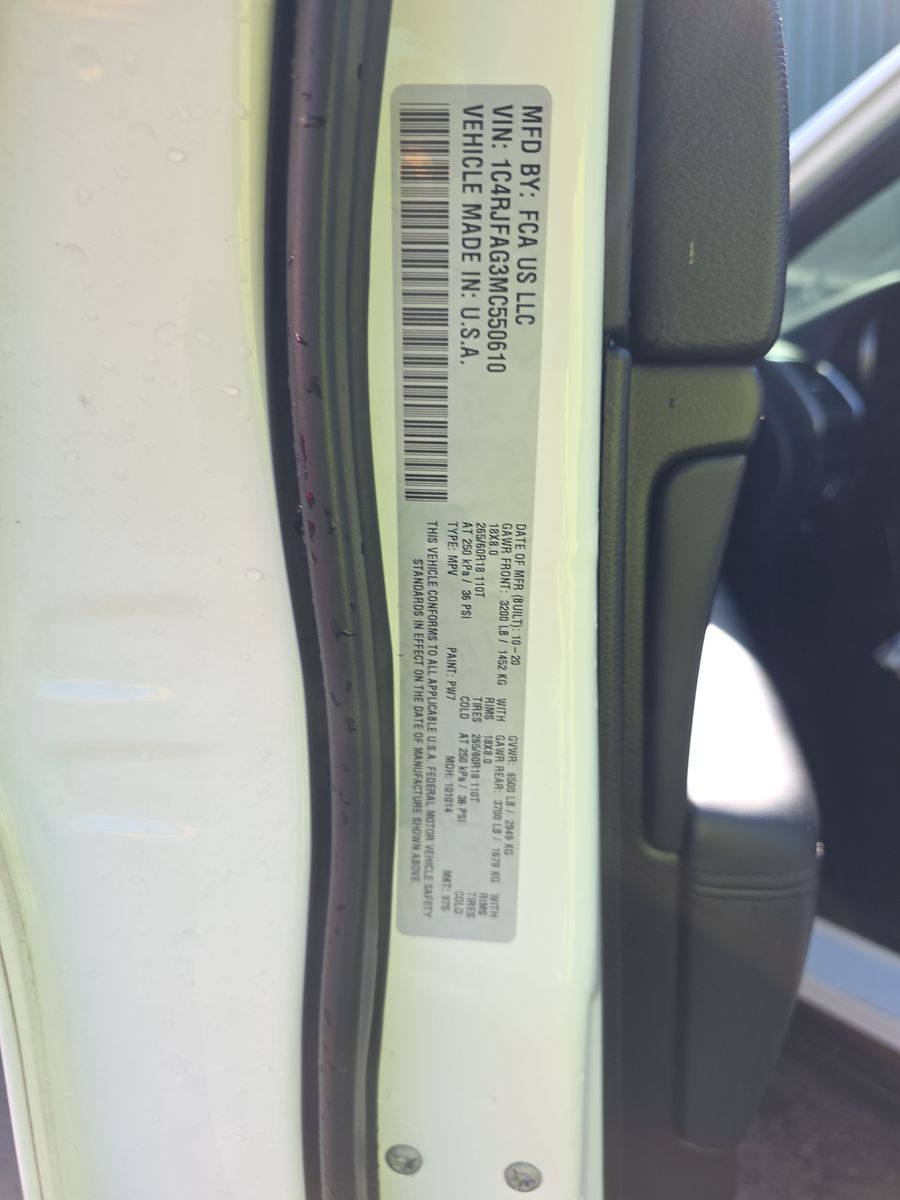 MFD BY: FCA US LLC
VIN: 1C4RJFAG3MC550610
VEHICLE MADE IN: U.S.A.
DATE OF MFR (BUILT): 10-20 GVWR: 6500 LB / 2949 KG
GAWR FRONT: 3200 LB / 1452 KG WITH GAWR REAR: 3700 LB / 1679 KG WITH
18X8.0 RIMS 18X8.0 RIMS
265/60R18 110T TIRES 265/60R18 110T TIRES
AT 250 kPa / 36 PSI COLD AT 250 kPa / 36 PSI COLD
TYPE: MPV PAINT: PW7 MDH: 101014 MKT: 875
THIS VEHICLE CONFORMS TO ALL APPLICABLE U.S.A. FEDERAL MOTOR VEHICLE SAFETY
STANDARDS IN EFFECT ON THE DATE OF MANUFACTURE SHOWN ABOVE.